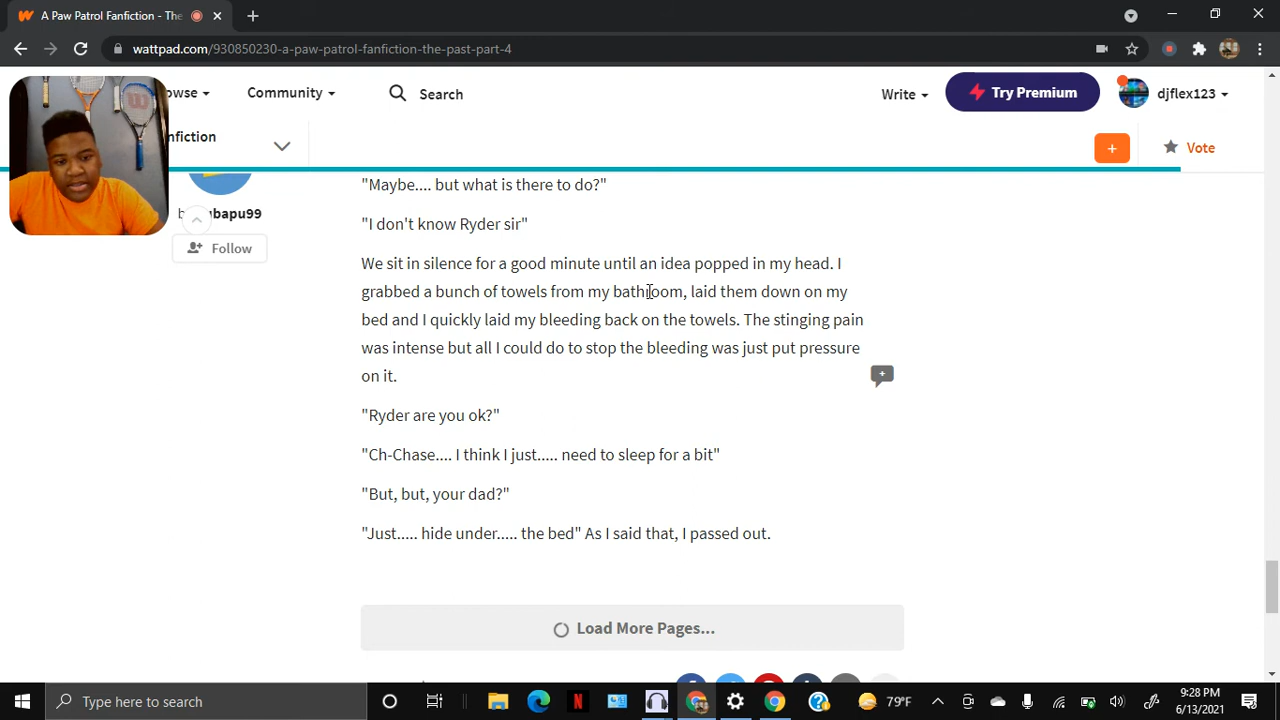 A Paw Patrol Fanfiction - The
wattpad.com/930850230-a-paw-patrol-fanfiction-the-past-part-4
owse
Community
Search
Write
Try Premium
djflex123
nfiction
+
Vote
"Maybe.... but what is there to do?"
bapu99
"I don't know Ryder sir"
Follow
We sit in silence for a good minute until an idea popped in my head. I
grabbed a bunch of towels from my bathroom, laid them down on my
bed and I quickly laid my bleeding back on the towels. The stinging pain
was intense but all I could do to stop the bleeding was just put pressure
on it.
+
"Ryder are you ok?"
"Ch-Chase.... I think I just..... need to sleep for a bit"
"But, but, your dad?"
"Just..... hide under..... the bed" As I said that, I passed out.
Load More Pages...
Type here to search
79°F
9:28 PM
6/13/2021